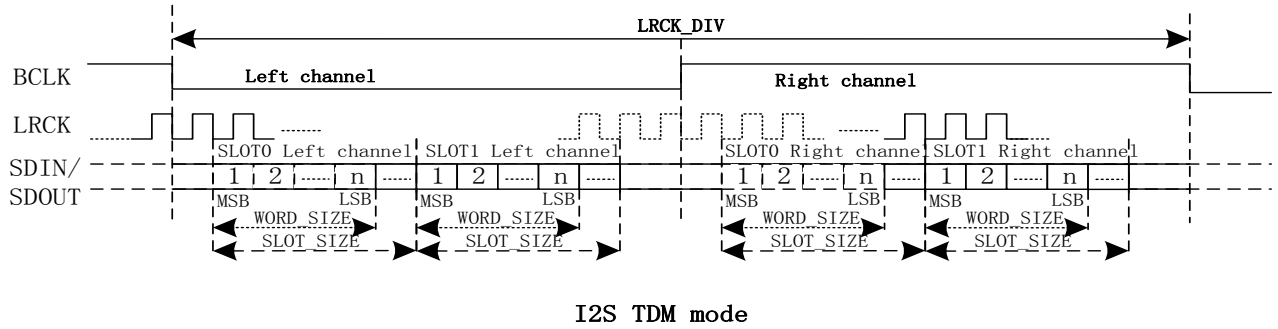 LRCK_DIV
BCLK
Left channel
Right channel
LRCK
SLOT0 Left channel SLOT1 Left channel SLOT0 Right channel SLOT1 Right channel
SDIN/
SDOUT
1 2 n 1 2 n 1 2 n 1 2 n
MSB LSB MSB LSB MSB LSB MSB LSB
WORD_SIZE WORD_SIZE WORD_SIZE WORD_SIZE
SLOT_SIZE SLOT_SIZE SLOT_SIZE SLOT_SIZE
I2S TDM mode